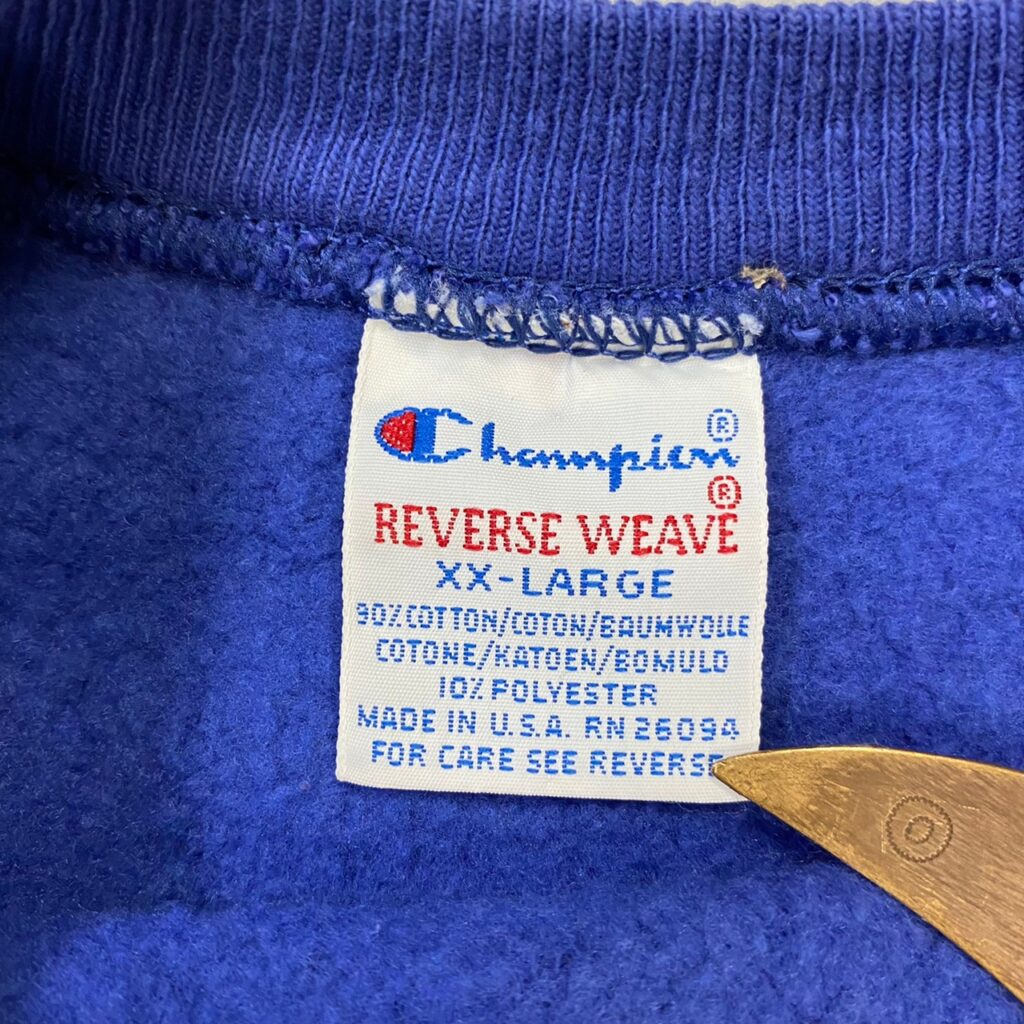 Champion®
REVERSE WEAVE®
XX-LARGE
90%COTTON/COTON/BAUMWOLLE
COTONE/KATOEN/BOMULD
10% POLYESTER
MADE IN U.S.A. RN 26094
FOR CARE SEE REVERSE